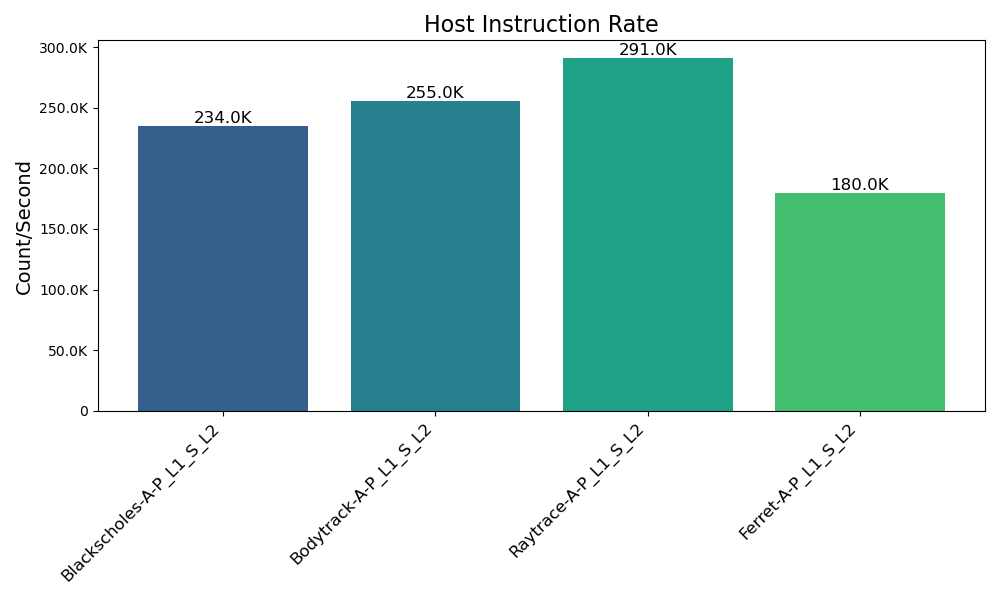 Host Instruction Rate
Count/Second
300.0K
250.0K
200.0K
150.0K
100.0K
50.0K
0
234.0K
255.0K
291.0K
180.0K
Blackscholes-A-P_L1_S_L2
Bodytrack-A-P_L1_S_L2
Raytrace-A-P_L1_S_L2
Ferret-A-P_L1_S_L2